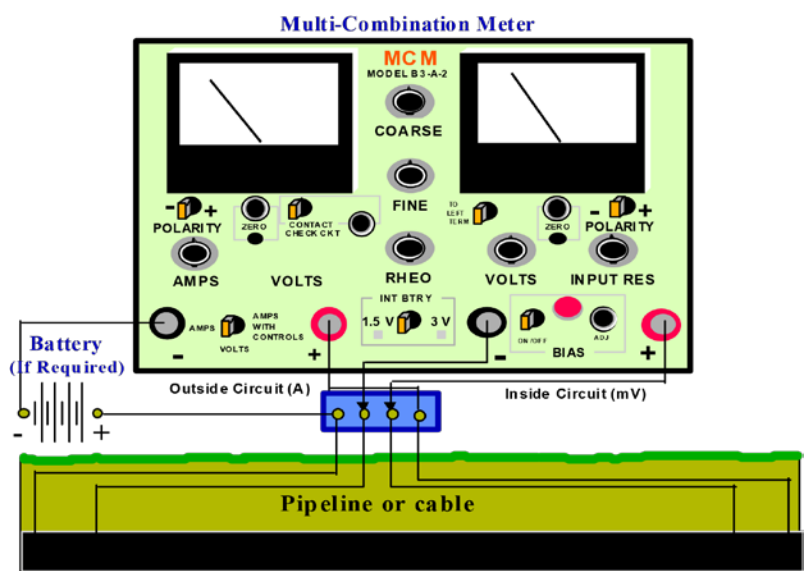 Multi-Combination Meter
MCM
MODEL B3-A-2
COARSE
FINE
- +
POLARITY
ZERO
CONTACT
CHECK CKT
TO
LEFT
TERM
ZERO
- +
POLARITY
AMPS
VOLTS
RHEO
VOLTS
INPUT RES
INT BTRY
1.5 V 3 V
AMPS
AMPS
WITH
CONTROLS
VOLTS
- +
ON/OFF
ADJ
BIAS
- +
Battery
(If Required)
- +
Outside Circuit (A)
Inside Circuit (mV)
Pipeline or cable